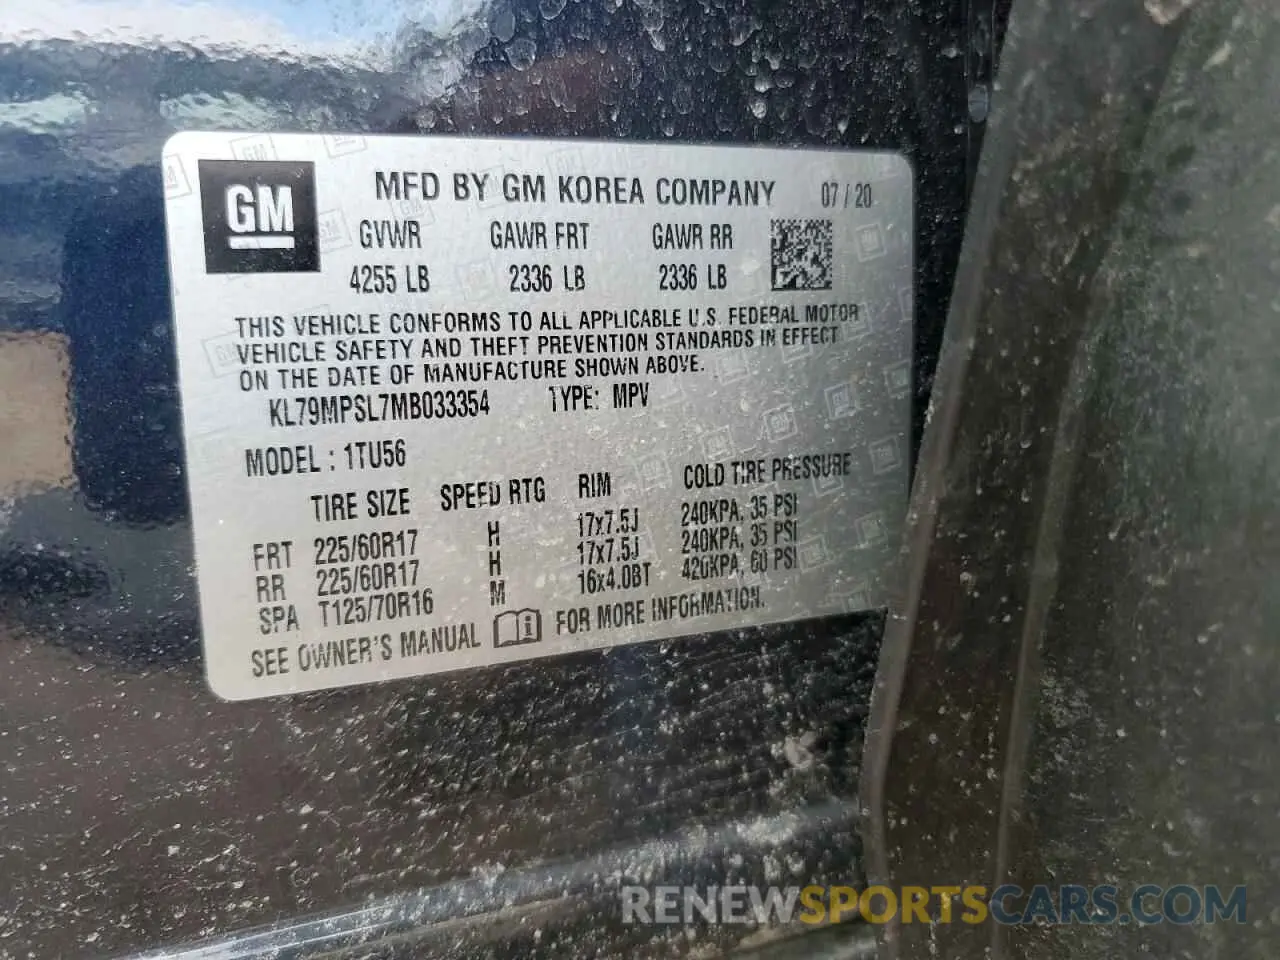 GM
MFD BY GM KOREA COMPANY 07/20
GVWR GAWR FRT GAWR RR
4255 LB 2336 LB 2336 LB
THIS VEHICLE CONFORMS TO ALL APPLICABLE U.S. FEDERAL MOTOR
VEHICLE SAFETY AND THEFT PREVENTION STANDARDS IN EFFECT
ON THE DATE OF MANUFACTURE SHOWN ABOVE.
KL79MPSL7MB033354 TYPE: MPV
MODEL : 1TU56
TIRE SIZE SPEED RTG RIM COLD TIRE PRESSURE
FRT 225/60R17 H 17x7.5J 240KPA, 35 PSI
RR 225/60R17 H 17x7.5J 240KPA, 35 PSI
SPA T125/70R16 M 16x4.0BT 420KPA, 60 PSI
SEE OWNER'S MANUAL FOR MORE INFORMATION.
RENEWSPORTSCARS.COM